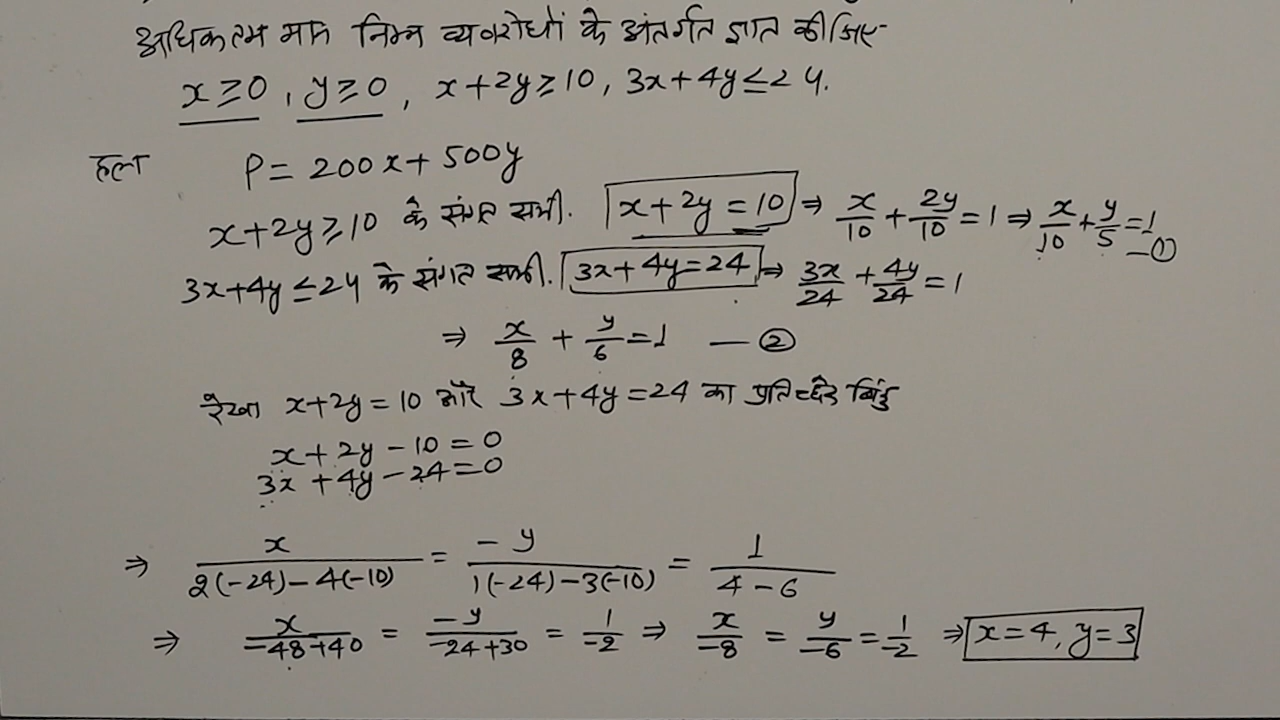 अधिकतम मान निम्न व्यवरोधों के अंतर्गत ज्ञात कीजिए-
x ≥ 0, y ≥ 0, x + 2y ≥ 10, 3x + 4y ≤ 24.
हल P = 200x + 500y
x + 2y ≥ 10 के संगत समी. x + 2y = 10 ⇒ x/10 + 2y/10 = 1 ⇒ x/10 + y/5 = 1 —①
3x + 4y ≤ 24 के संगत समी. 3x + 4y = 24 ⇒ 3x/24 + 4y/24 = 1
⇒ x/8 + y/6 = 1 — ②
रेखा x + 2y = 10 और 3x + 4y = 24 का प्रतिच्छेद बिंदु
x + 2y - 10 = 0
3x + 4y - 24 = 0
⇒ x/(2(-24) - 4(-10)) = -y/(1(-24) - 3(-10)) = 1/(4 - 6)
⇒ x/(-48+40) = -y/(-24+30) = 1/-2 ⇒ x/-8 = y/-6 = 1/-2 ⇒ x = 4, y = 3